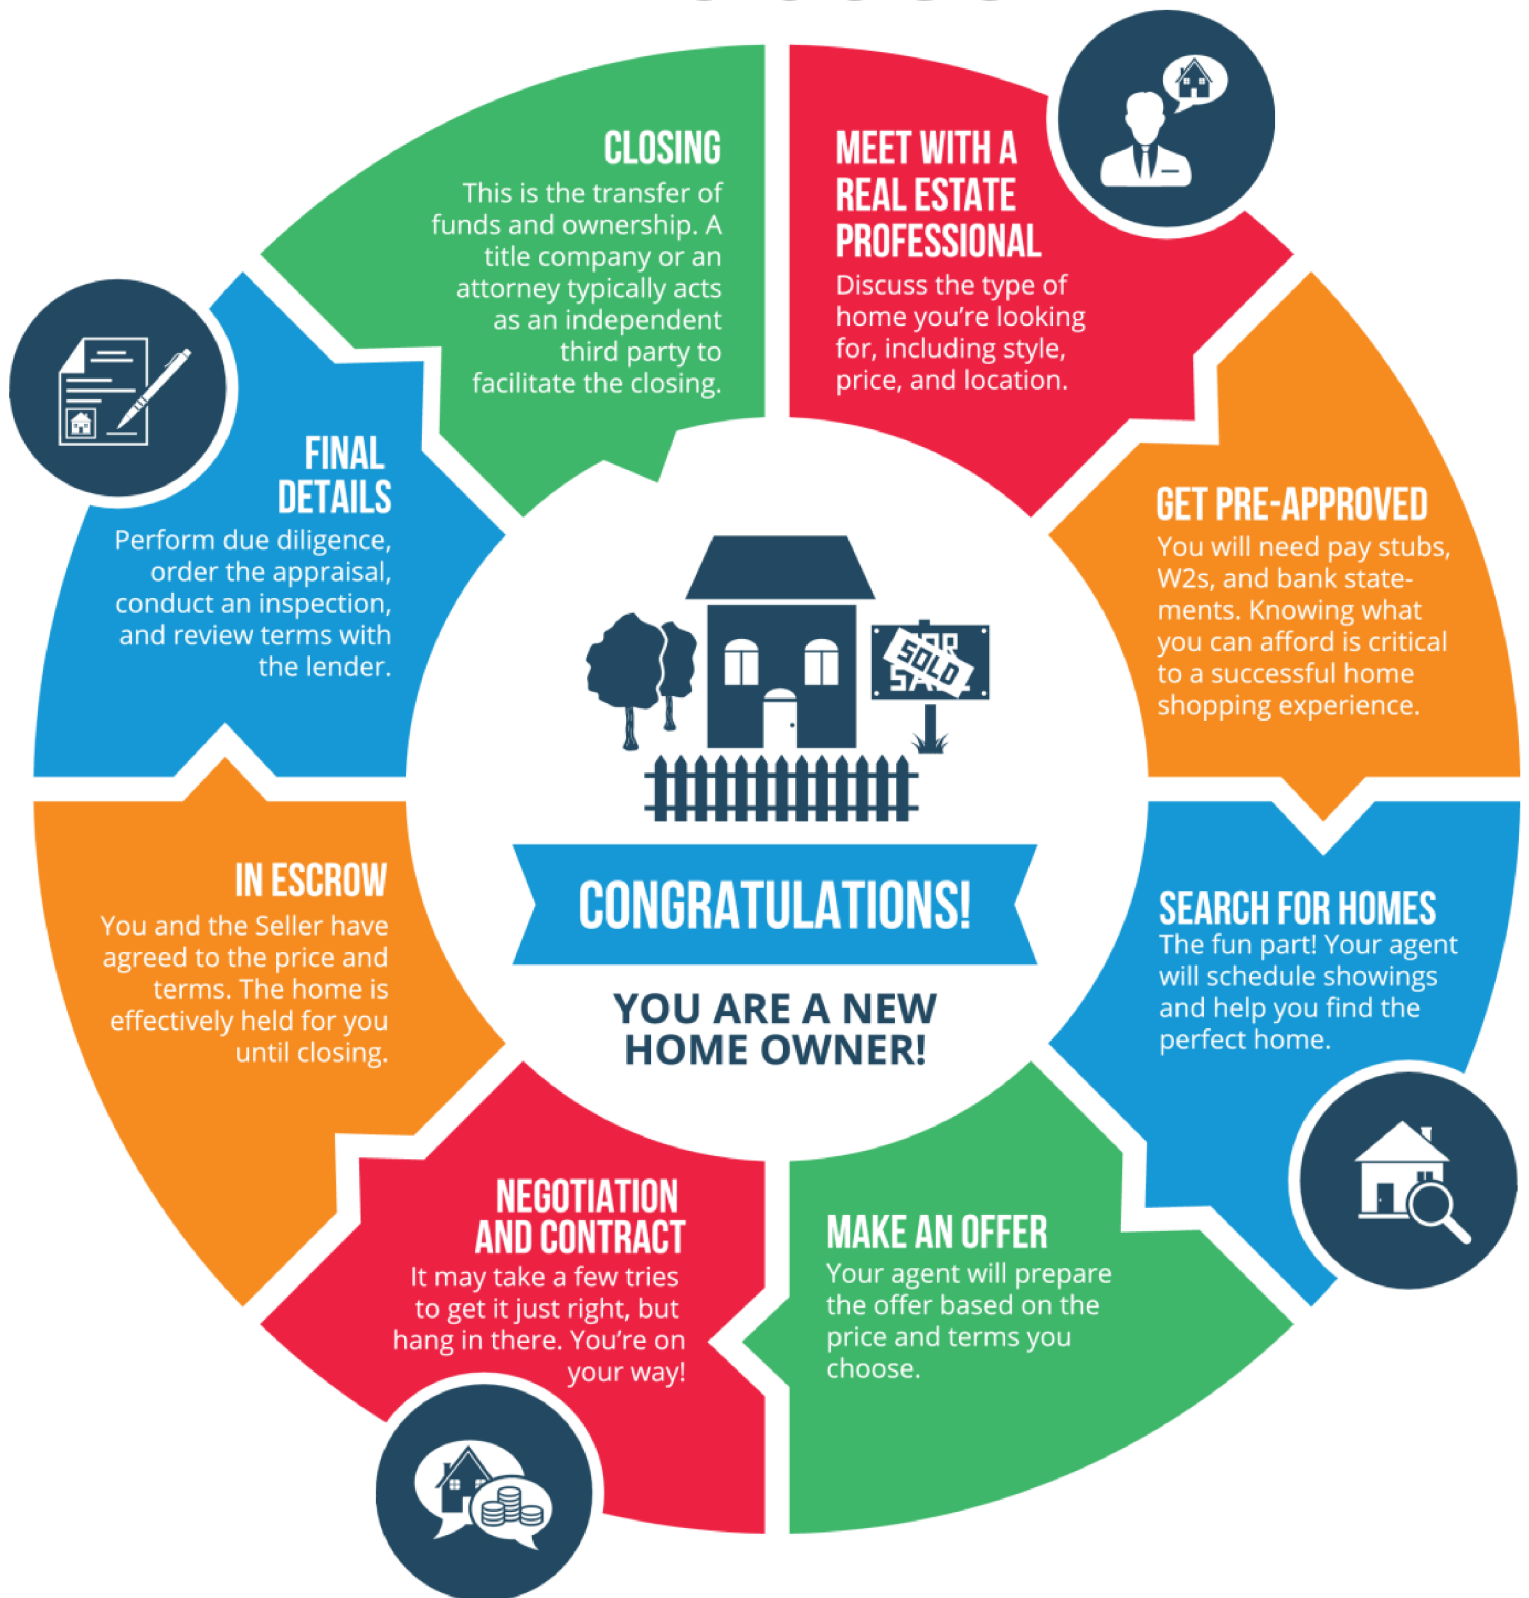 MEET WITH A
REAL ESTATE
PROFESSIONAL
Discuss the type of
home you're looking
for, including style,
price, and location.
GET PRE-APPROVED
You will need pay stubs,
W2s, and bank state-
ments. Knowing what
you can afford is critical
to a successful home
shopping experience.
SEARCH FOR HOMES
The fun part! Your agent
will schedule showings
and help you find the
perfect home.
MAKE AN OFFER
Your agent will prepare
the offer based on the
price and terms you
choose.
NEGOTIATION
AND CONTRACT
It may take a few tries
to get it just right, but
hang in there. You're on
your way!
IN ESCROW
You and the Seller have
agreed to the price and
terms. The home is
effectively held for you
until closing.
FINAL
DETAILS
Perform due diligence,
order the appraisal,
conduct an inspection,
and review terms with
the lender.
CLOSING
This is the transfer of
funds and ownership. A
title company or an
attorney typically acts
as an independent
third party to
facilitate the closing.
FOR
SOLD
SALE
CONGRATULATIONS!
YOU ARE A NEW
HOME OWNER!